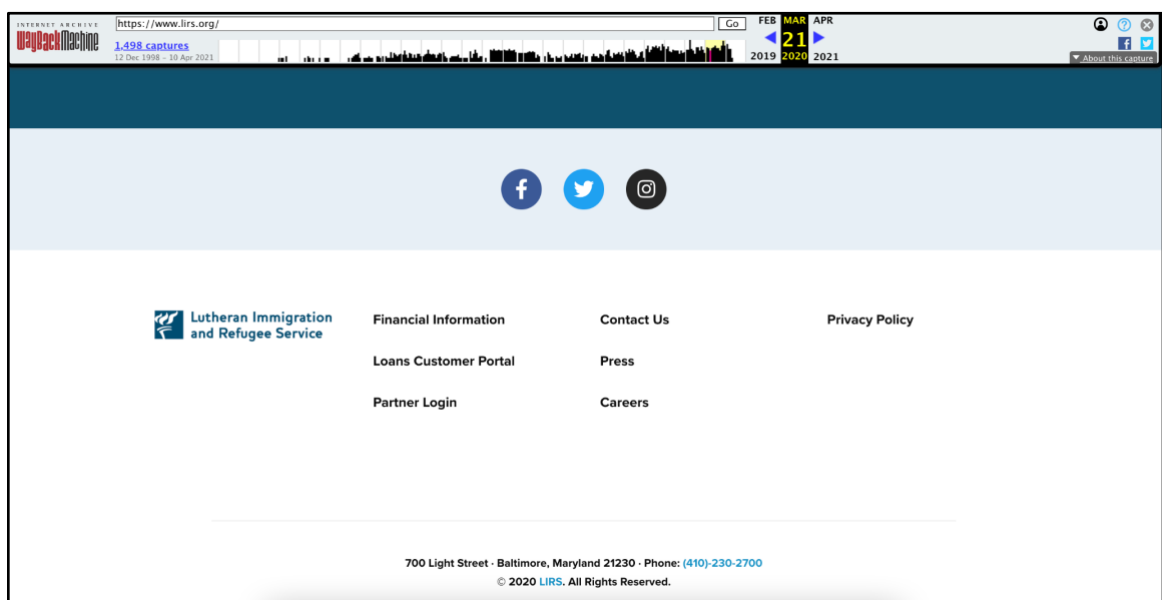 INTERNET ARCHIVE
WayBackMachine
https://www.lirs.org/
Go
FEB MAR APR
21
2019 2020 2021
1,498 captures
12 Dec 1998 – 10 Apr 2021
▼ About this capture
Lutheran Immigration
and Refugee Service
Financial Information
Loans Customer Portal
Partner Login
Contact Us
Press
Careers
Privacy Policy
700 Light Street · Baltimore, Maryland 21230 · Phone: (410)-230-2700
© 2020 LIRS. All Rights Reserved.